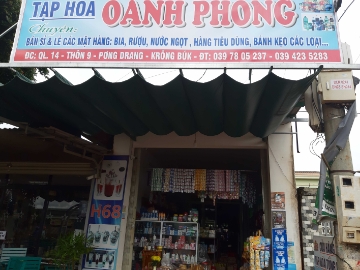 TẠP HÓA OANH PHONG
Chuyên:
BÁN SỈ & LẺ CÁC MẶT HÀNG: BIA, RƯỢU, NƯỚC NGỌT , HÀNG TIÊU DÙNG, BÁNH KẸO CÁC LOẠI...
ĐC: QL. 14 - THÔN 9 - PƠNG DRANG - KRÔNG BÚK - ĐT: 039 78 05 237 - 039 423 5283
H68